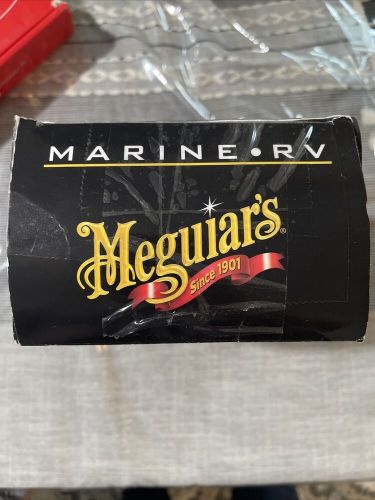 MARINE • RV
Meguiar's®
Since 1901